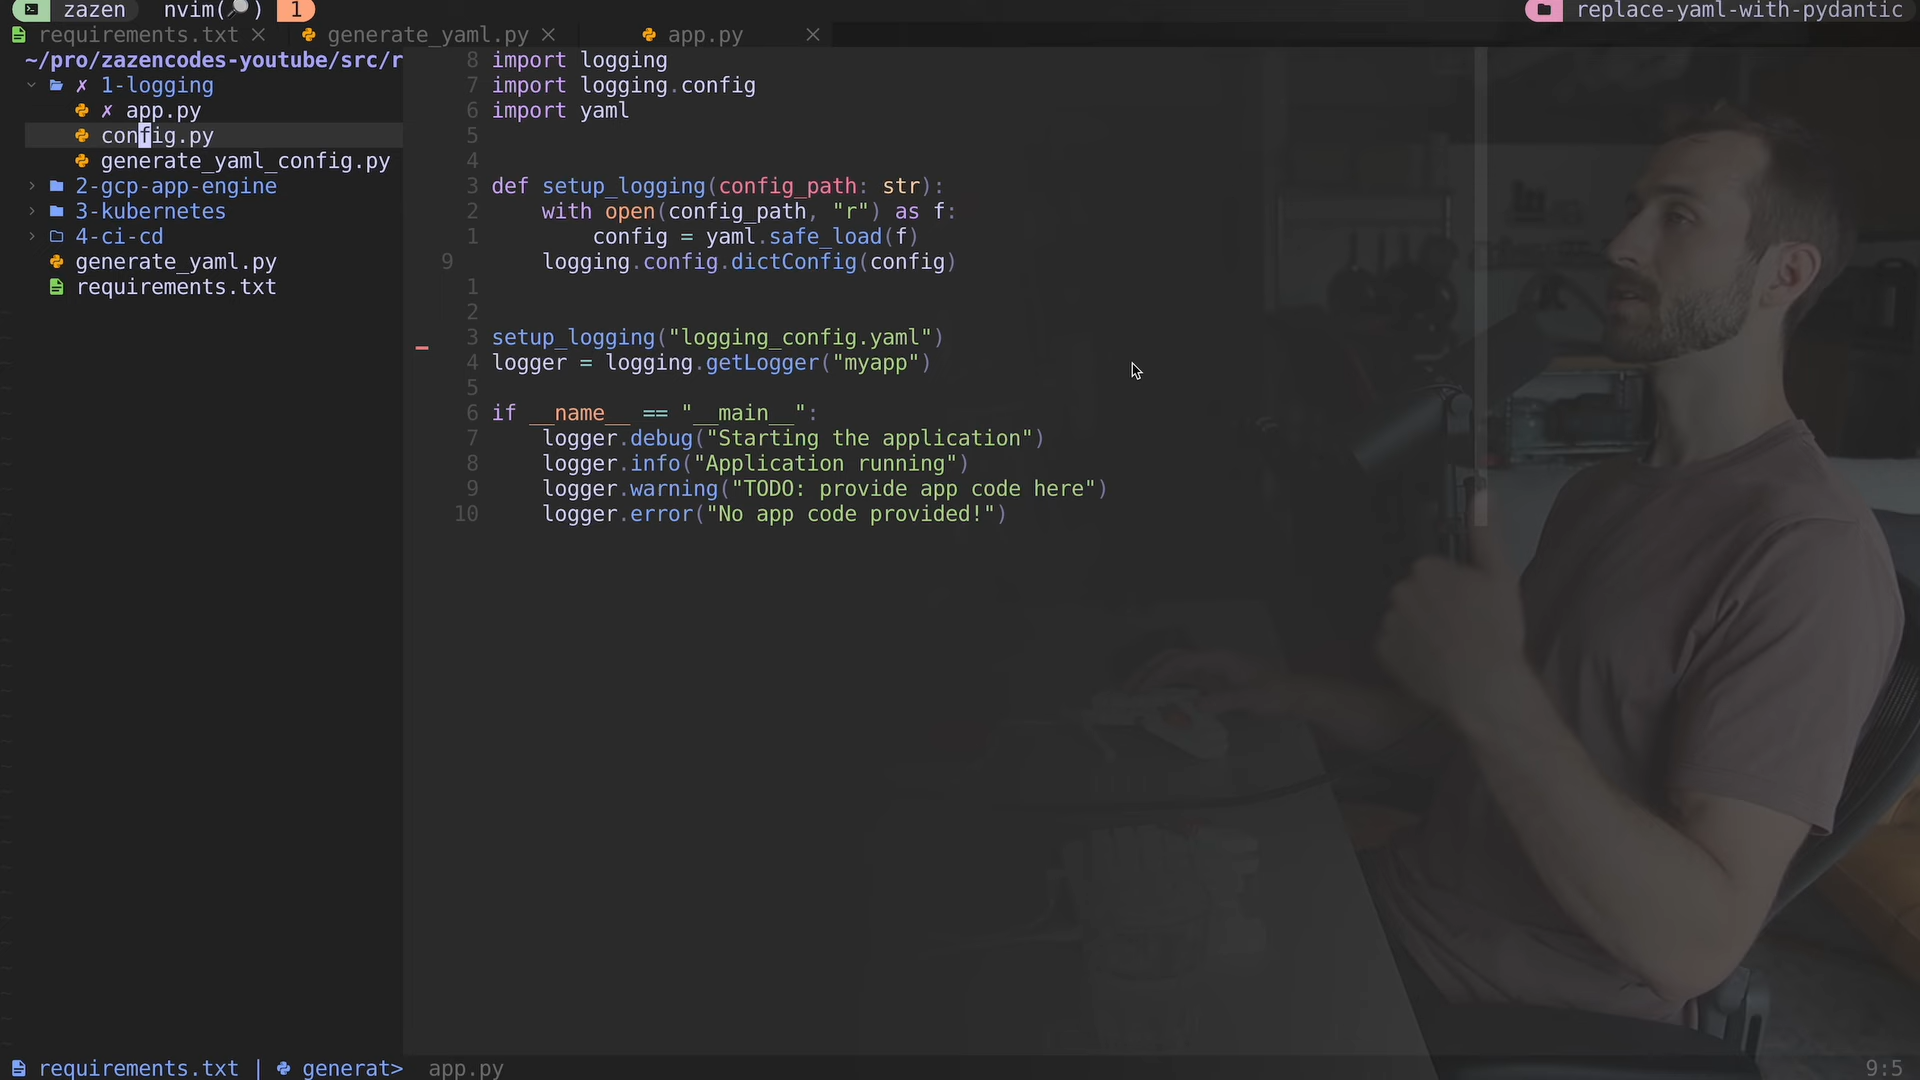 zazen nvim( ) 1 replace-yaml-with-pydantic
requirements.txt generate_yaml.py app.py
~/pro/zazencodes-youtube/src/r
1-logging
app.py
config.py
generate_yaml_config.py
2-gcp-app-engine
3-kubernetes
4-ci-cd
generate_yaml.py
requirements.txt
8 import logging
7 import logging.config
6 import yaml
5
4
3 def setup_logging(config_path: str):
2 with open(config_path, "r") as f:
1 config = yaml.safe_load(f)
9 logging.config.dictConfig(config)
1
2
3 setup_logging("logging_config.yaml")
4 logger = logging.getLogger("myapp")
5
6 if __name__ == "__main__":
7 logger.debug("Starting the application")
8 logger.info("Application running")
9 logger.warning("TODO: provide app code here")
10 logger.error("No app code provided!")
requirements.txt | generat> app.py 9:5